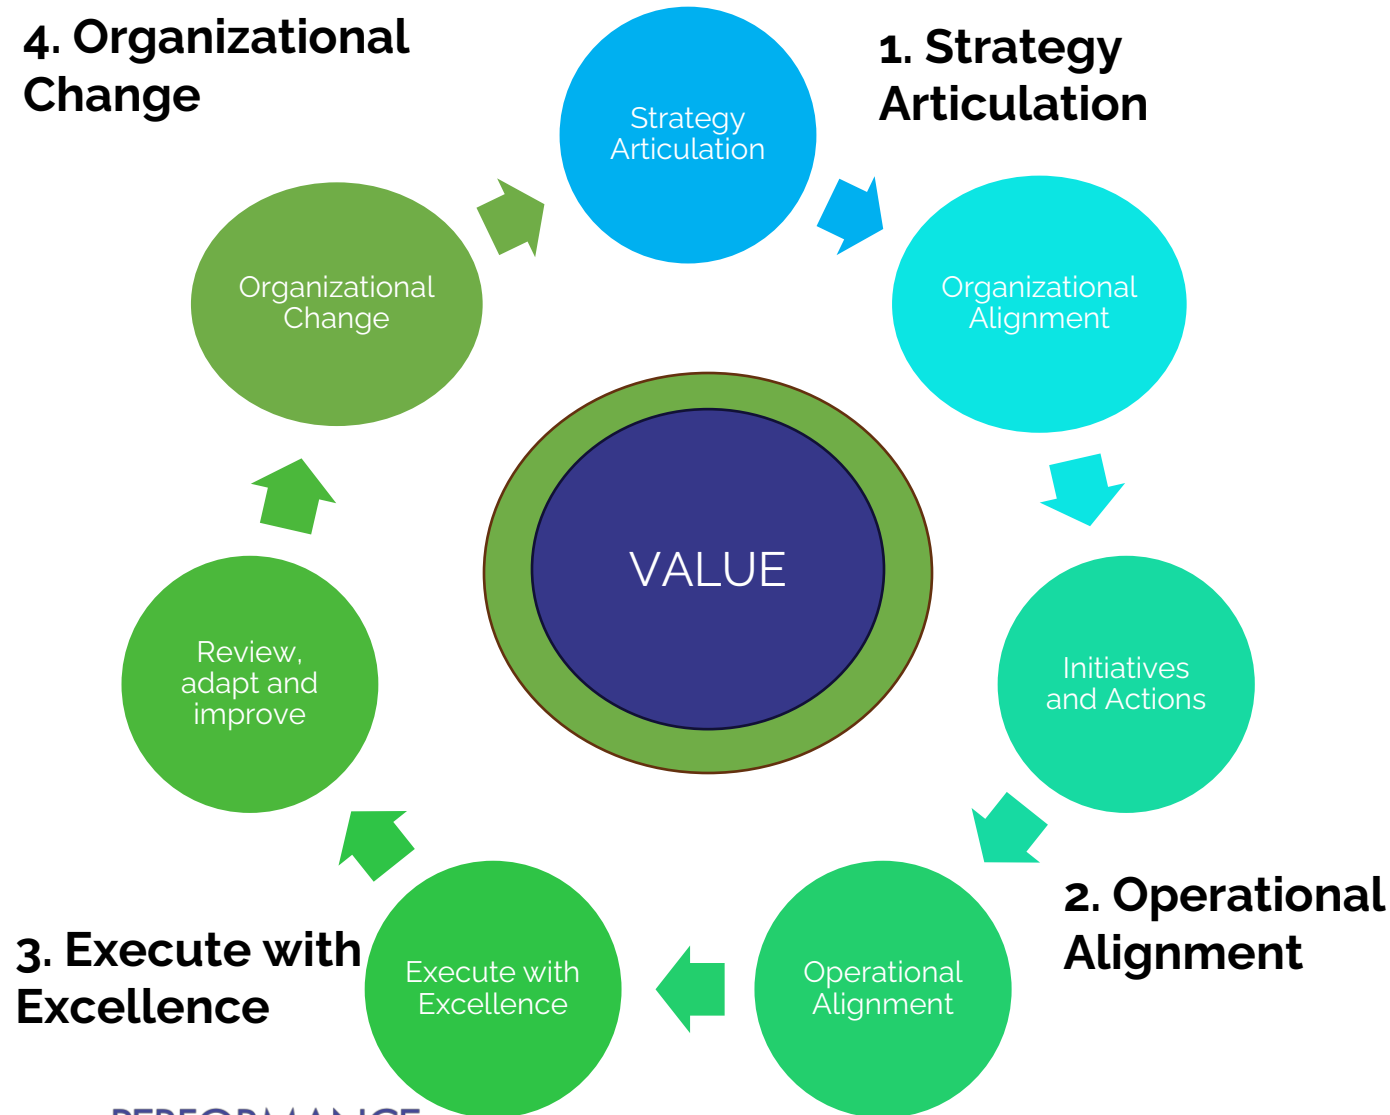 4. Organizational
Change
1. Strategy
Articulation
Strategy
Articulation
Organizational
Change
Organizational
Alignment
VALUE
Review,
adapt and
improve
Initiatives
and Actions
2. Operational
Alignment
3. Execute with
Excellence
Execute with
Excellence
Operational
Alignment
PERFORMANCE